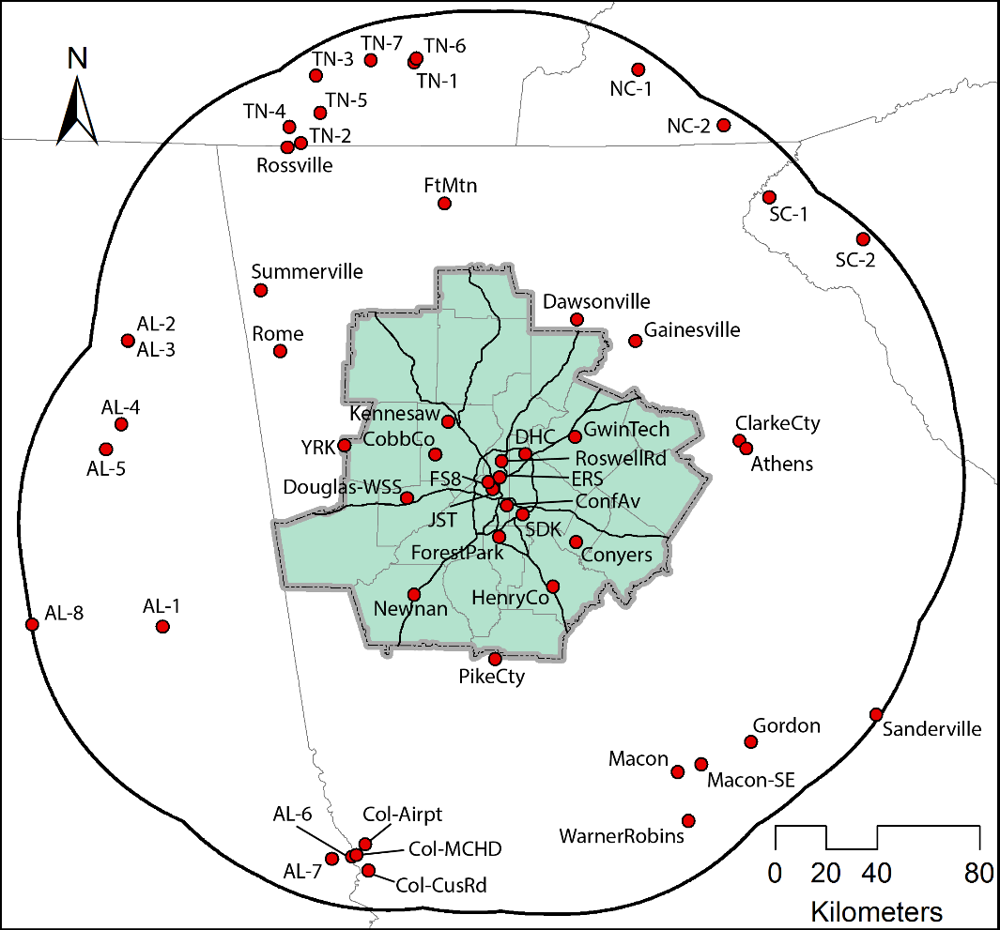 N
TN-7
TN-6
TN-3
TN-1
NC-1
TN-5
TN-4
TN-2
NC-2
Rossville
FtMtn
SC-1
SC-2
Summerville
Dawsonville
AL-2
AL-3
Rome
Gainesville
AL-4
Kennesaw
ClarkeCty
YRK
CobbCo
DHC
GwinTech
AL-5
RoswellRd
Athens
FS8
ERS
Douglas-WSS
ConfAv
JST
SDK
ForestPark
Conyers
HenryCo
Newnan
AL-8
AL-1
PikeCty
Gordon
Sanderville
Macon
Macon-SE
AL-6
Col-Airpt
WarnerRobins
Col-MCHD
AL-7
Col-CusRd
0 20 40 80
Kilometers